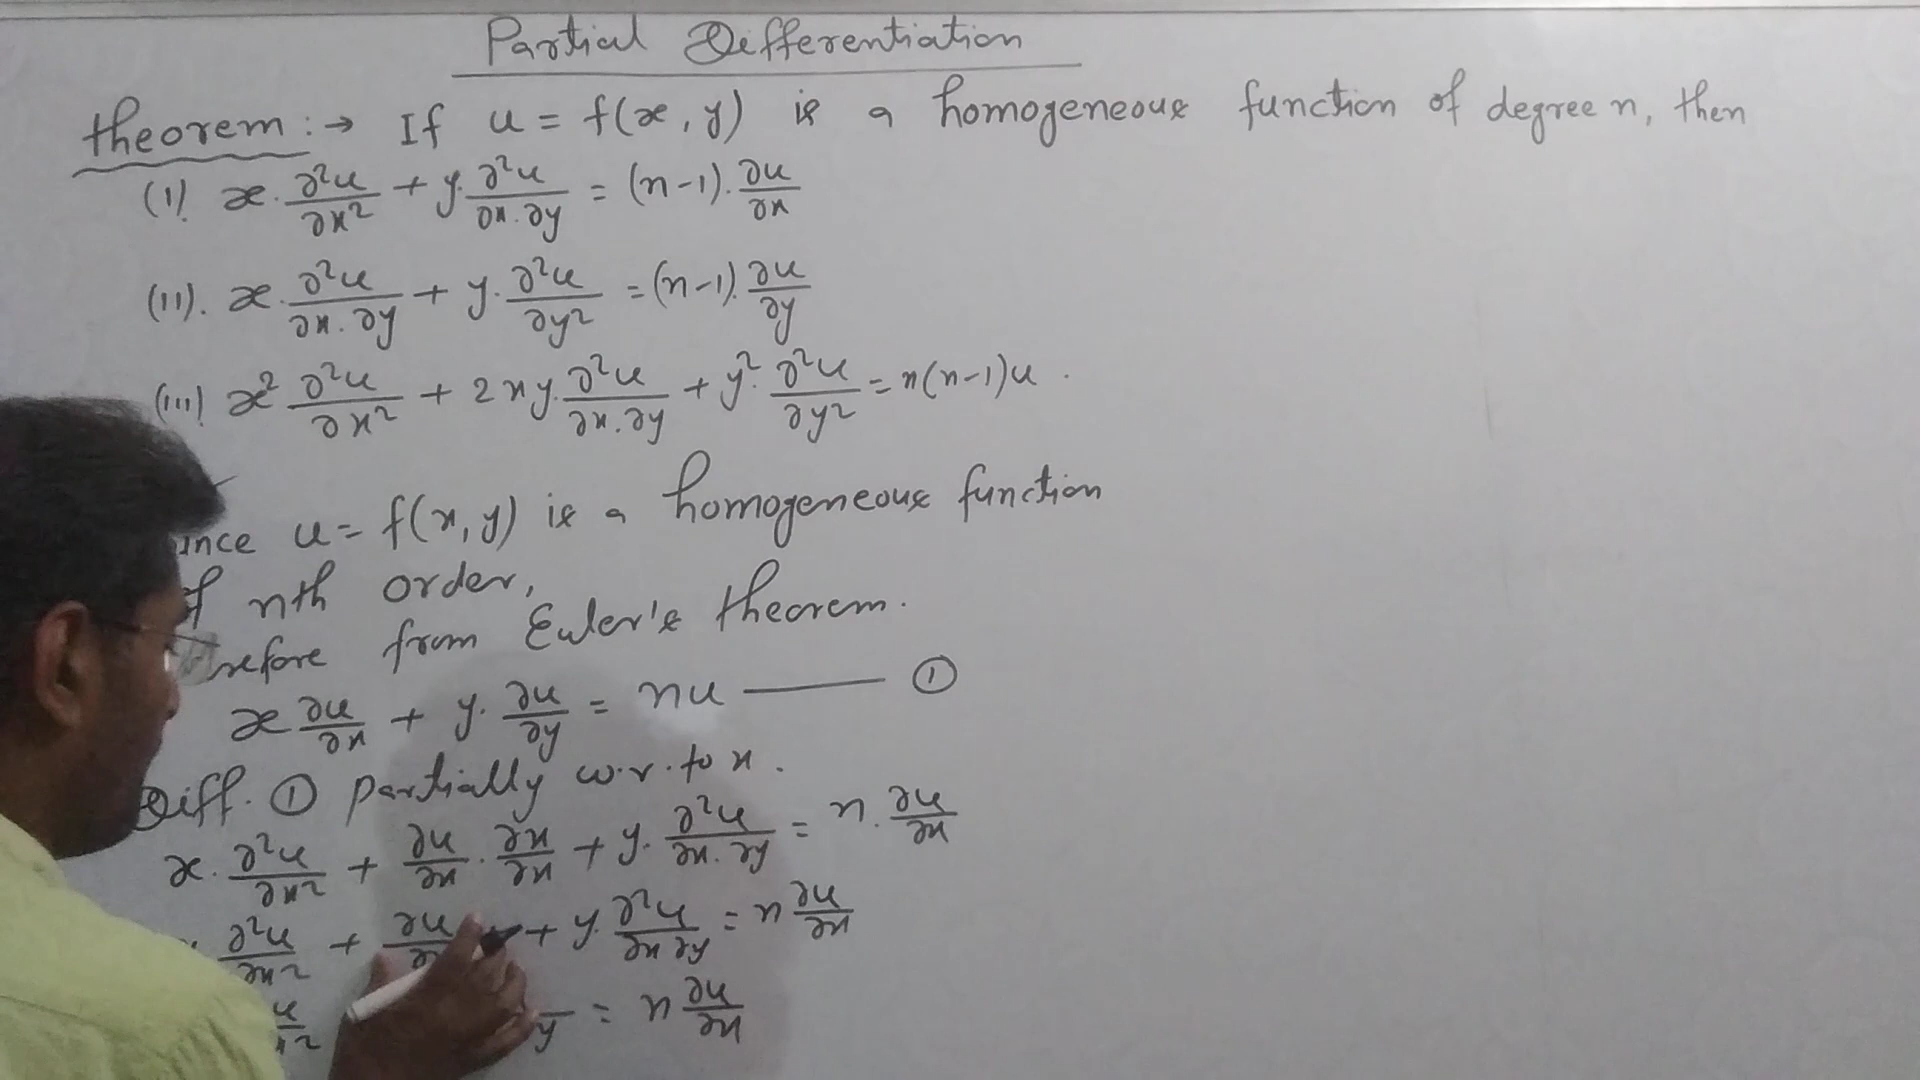 Partial Differentiation
theorem :→ If u = f(x, y) is a homogeneous function of degree n, then
(I) x. ∂²u/∂x² + y. ∂²u/∂x.∂y = (n-1). ∂u/∂x
(II). x. ∂²u/∂x.∂y + y. ∂²u/∂y² = (n-1). ∂u/∂y
(III) x² ∂²u/∂x² + 2xy. ∂²u/∂x.∂y + y². ∂²u/∂y² = n(n-1)u .
ince u = f(x, y) is a homogeneous function
f nth order,
refore from Euler's theorem.
x ∂u/∂x + y. ∂u/∂y = nu —— ①
Diff. ① Partially w.r.to x.
x. ∂²u/∂x² + ∂u/∂x . ∂x/∂x + y. ∂²u/∂x.∂y = n. ∂u/∂x
∂²u/∂x² + ∂u + y. ∂²u/∂x ∂y = n ∂u/∂x
= n ∂u/∂x